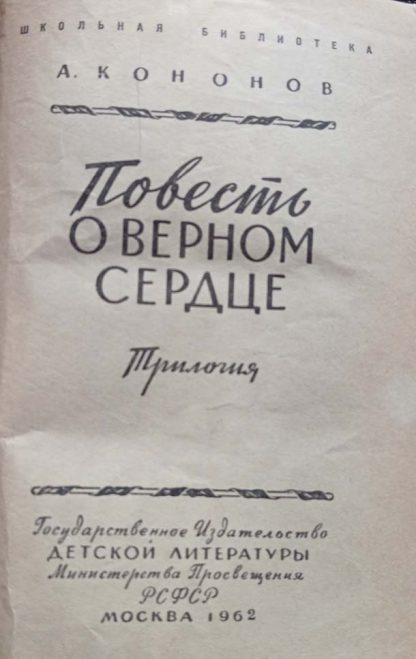 ШКОЛЬНАЯ БИБЛИОТЕКА
А. КОНОНОВ
Повесть
О ВЕРНОМ
СЕРДЦЕ
Трилогия
Государственное Издательство
ДЕТСКОЙ ЛИТЕРАТУРЫ
Министерства Просвещения
РСФСР
МОСКВА 1962